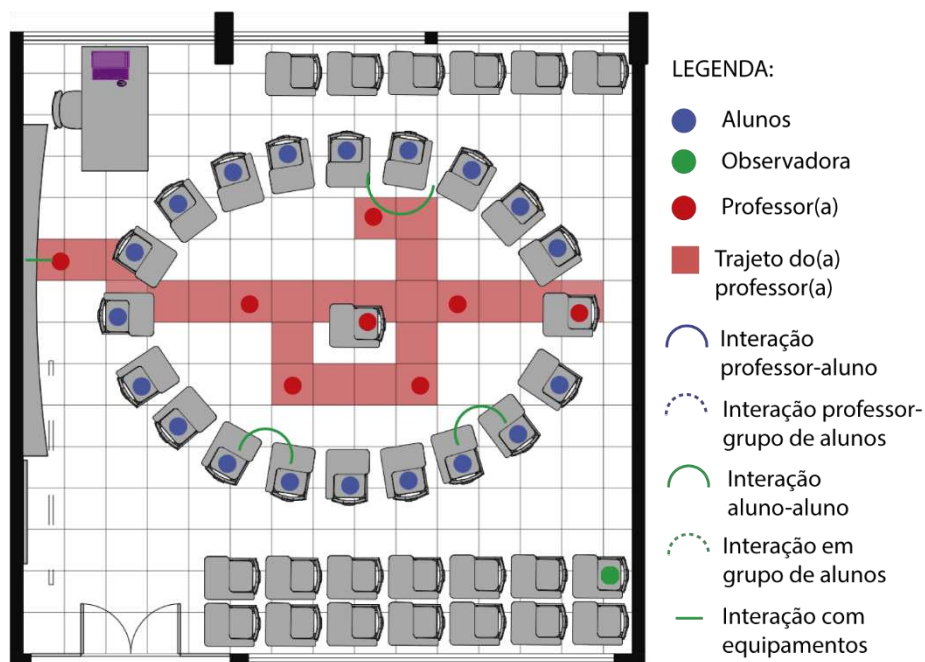 LEGENDA:
Alunos
Observadora
Professor(a)
Trajeto do(a)
professor(a)
Interação
professor-aluno
Interação professor-
grupo de alunos
Interação
aluno-aluno
Interação em
grupo de alunos
Interação com
equipamentos